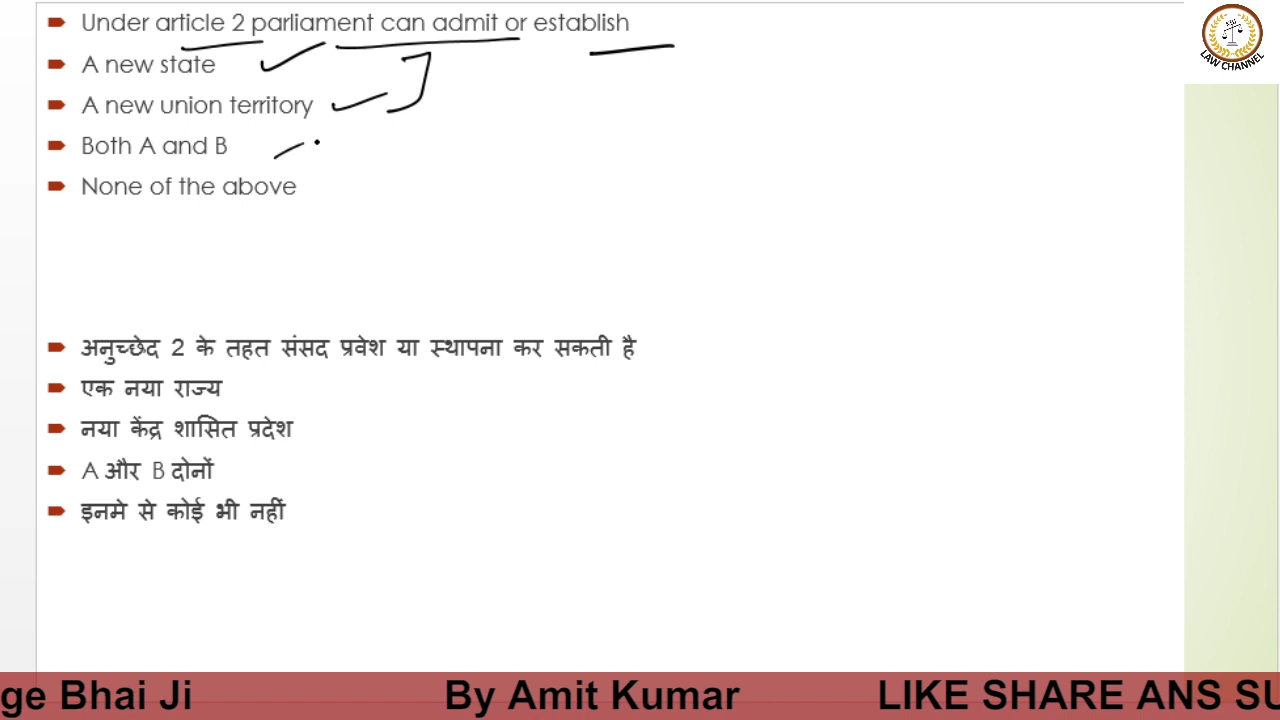 Under article 2 parliament can admit or establish
A new state
A new union territory
Both A and B
None of the above
अनुच्छेद 2 के तहत संसद प्रवेश या स्थापना कर सकती है
एक नया राज्य
नया केंद्र शासित प्रदेश
A और B दोनों
इनमे से कोई भी नहीं
LAW CHANNEL
ge Bhai Ji By Amit Kumar LIKE SHARE ANS SU